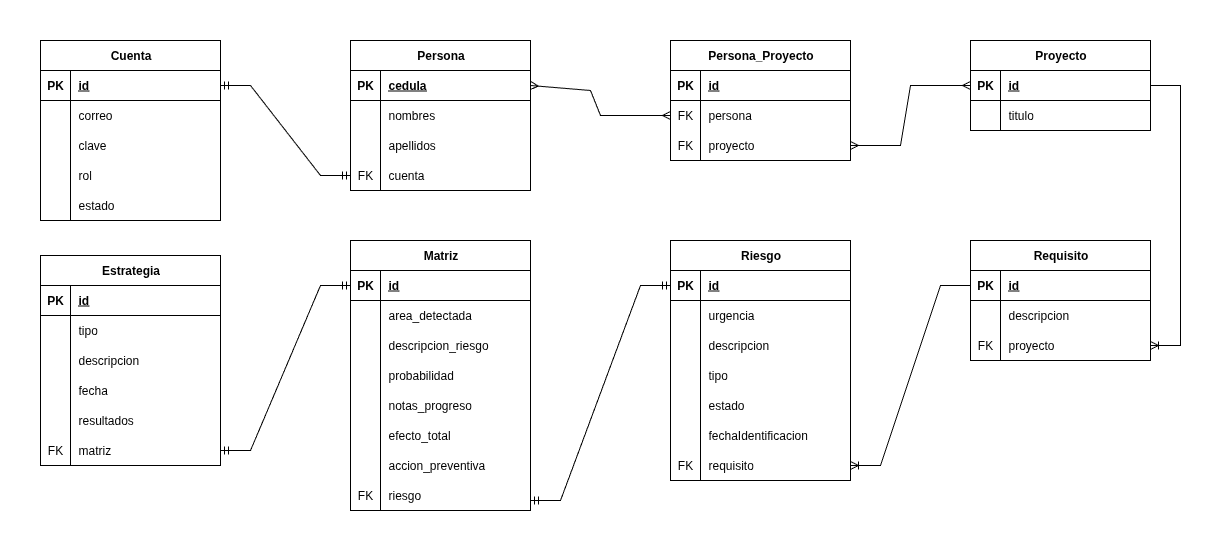 Cuenta
PK id
correo
clave
rol
estado
Persona
PK cedula
nombres
apellidos
FK cuenta
Persona_Proyecto
PK id
FK persona
FK proyecto
Proyecto
PK id
titulo
Estrategia
PK id
tipo
descripcion
fecha
resultados
FK matriz
Matriz
PK id
area_detectada
descripcion_riesgo
probabilidad
notas_progreso
efecto_total
accion_preventiva
FK riesgo
Riesgo
PK id
urgencia
descripcion
tipo
estado
fechaIdentificacion
FK requisito
Requisito
PK id
descripcion
FK proyecto